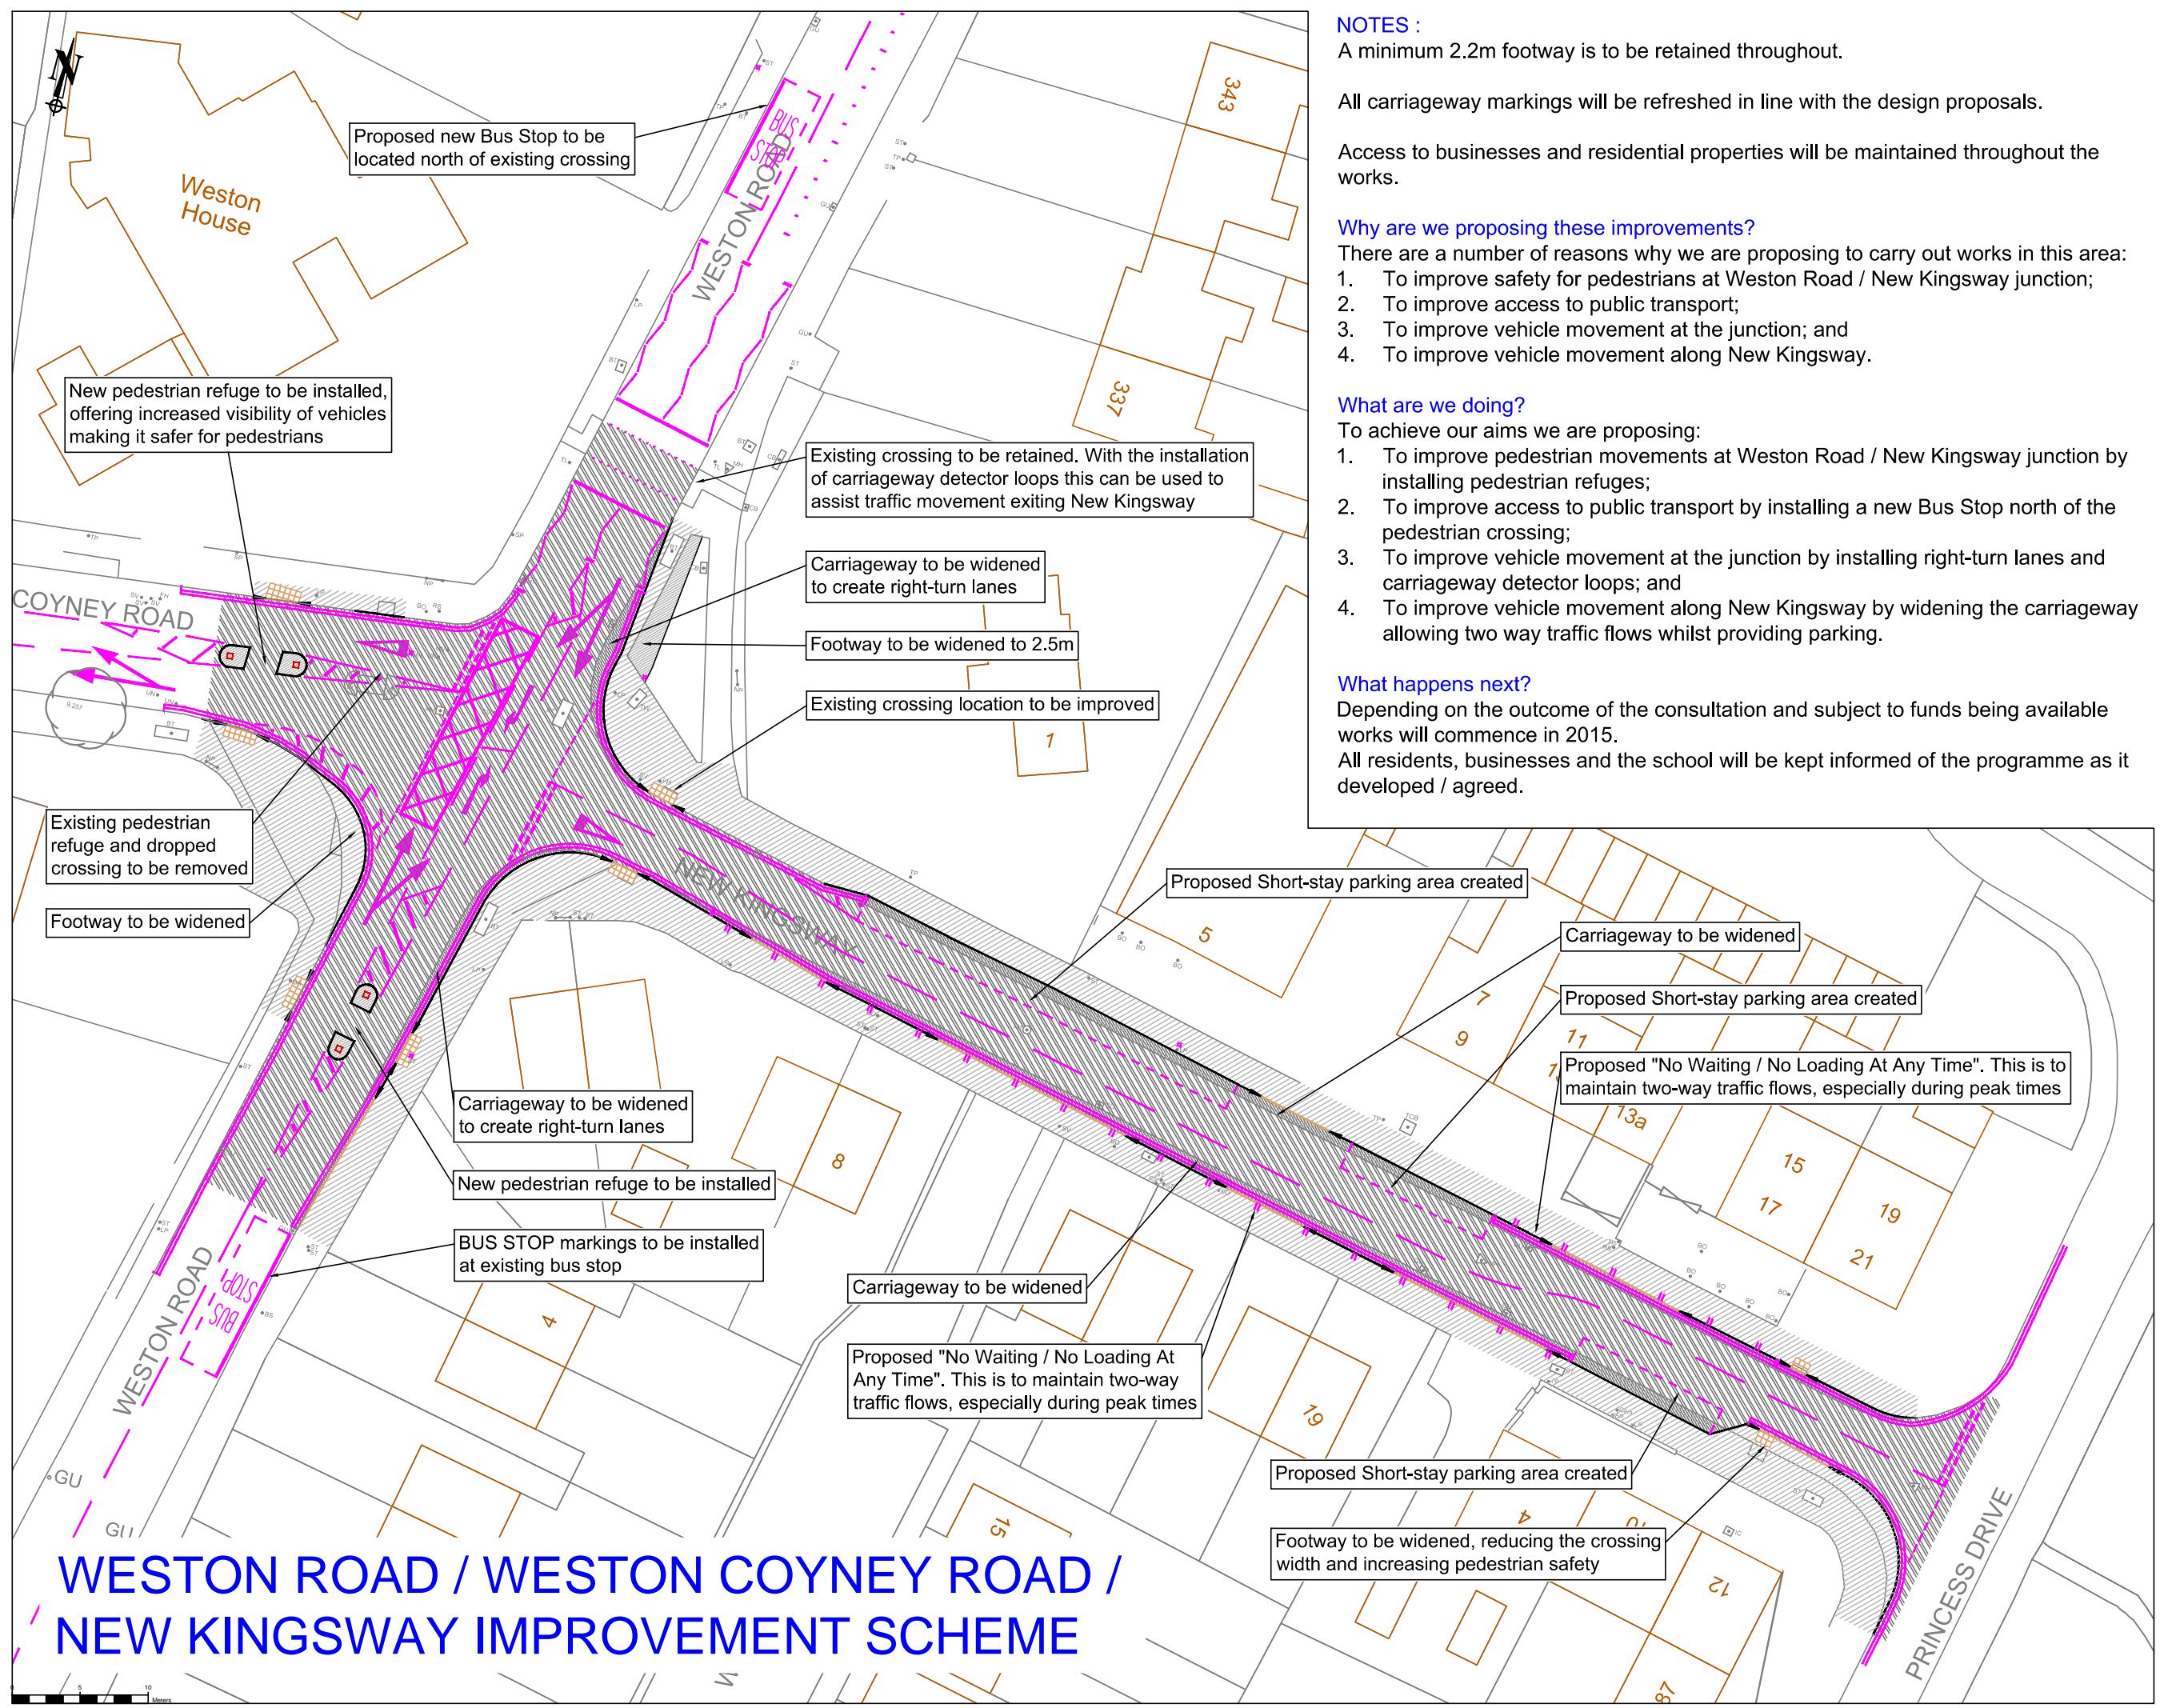 NOTES :
A minimum 2.2m footway is to be retained throughout.
All carriageway markings will be refreshed in line with the design proposals.
Access to businesses and residential properties will be maintained throughout the
works.
Why are we proposing these improvements?
There are a number of reasons why we are proposing to carry out works in this area:
1. To improve safety for pedestrians at Weston Road / New Kingsway junction;
2. To improve access to public transport;
3. To improve vehicle movement at the junction; and
4. To improve vehicle movement along New Kingsway.
What are we doing?
To achieve our aims we are proposing:
1. To improve pedestrian movements at Weston Road / New Kingsway junction by
installing pedestrian refuges;
2. To improve access to public transport by installing a new Bus Stop north of the
pedestrian crossing;
3. To improve vehicle movement at the junction by installing right-turn lanes and
carriageway detector loops; and
4. To improve vehicle movement along New Kingsway by widening the carriageway
allowing two way traffic flows whilst providing parking.
What happens next?
Depending on the outcome of the consultation and subject to funds being available
works will commence in 2015.
All residents, businesses and the school will be kept informed of the programme as it
developed / agreed.
N
Weston
House
Proposed new Bus Stop to be
located north of existing crossing
BUS
STOP
WESTON ROAD
343
337
New pedestrian refuge to be installed,
offering increased visibility of vehicles
making it safer for pedestrians
Existing crossing to be retained. With the installation
of carriageway detector loops this can be used to
assist traffic movement exiting New Kingsway
Carriageway to be widened
to create right-turn lanes
Footway to be widened to 2.5m
Existing crossing location to be improved
1
COYNEY ROAD
9.257
Existing pedestrian
refuge and dropped
crossing to be removed
Footway to be widened
NEW KINGSWAY
Proposed Short-stay parking area created
5
Carriageway to be widened
7
9
Proposed Short-stay parking area created
11
Proposed "No Waiting / No Loading At Any Time". This is to
maintain two-way traffic flows, especially during peak times
13a
15
17
19
21
Carriageway to be widened
to create right-turn lanes
8
New pedestrian refuge to be installed
BUS STOP markings to be installed
at existing bus stop
BUS
STOP
WESTON ROAD
4
Carriageway to be widened
Proposed "No Waiting / No Loading At
Any Time". This is to maintain two-way
traffic flows, especially during peak times
19
Proposed Short-stay parking area created
15
4
10
Footway to be widened, reducing the crossing
width and increasing pedestrian safety
12
87
PRINCESS DRIVE
GU
GU
WESTON ROAD / WESTON COYNEY ROAD /
NEW KINGSWAY IMPROVEMENT SCHEME
0 5 10
Meters